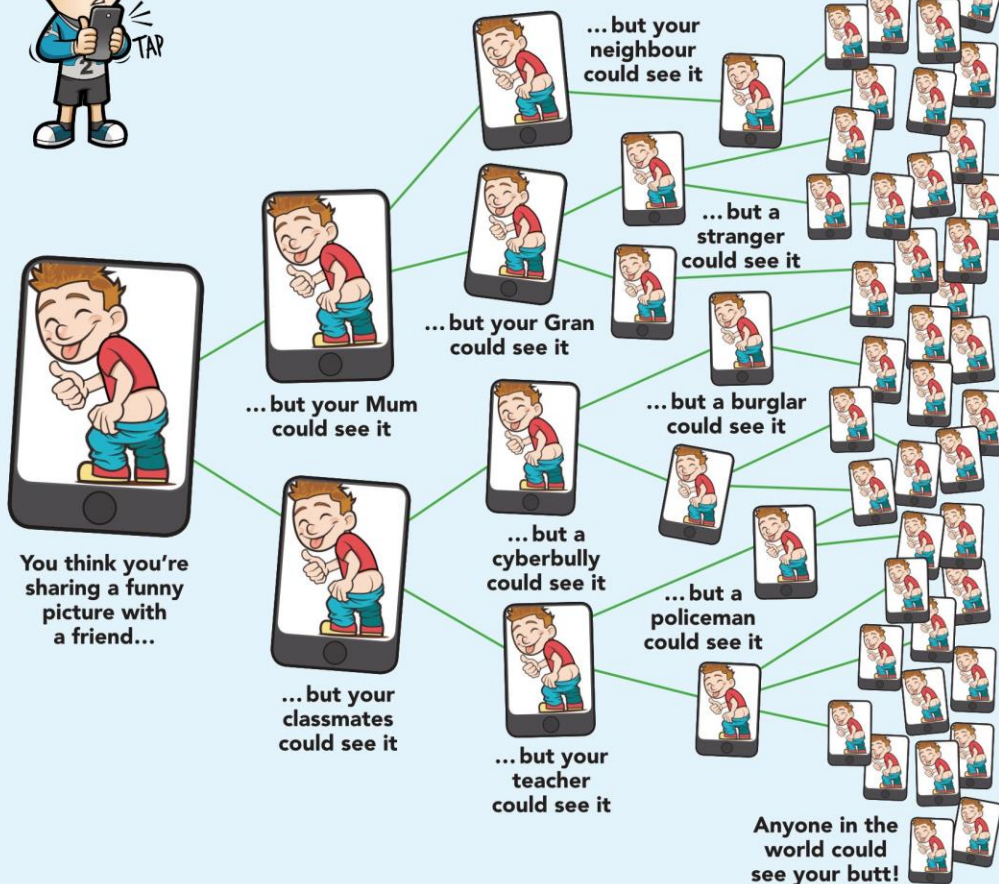 TAP
2
You think you're
sharing a funny
picture with
a friend...
...but your Mum
could see it
...but your
classmates
could see it
...but your
neighbour
could see it
...but your Gran
could see it
...but a
cyberbully
could see it
...but your
teacher
could see it
...but a
stranger
could see it
...but a burglar
could see it
...but a
policeman
could see it
Anyone in the
world could
see your butt!